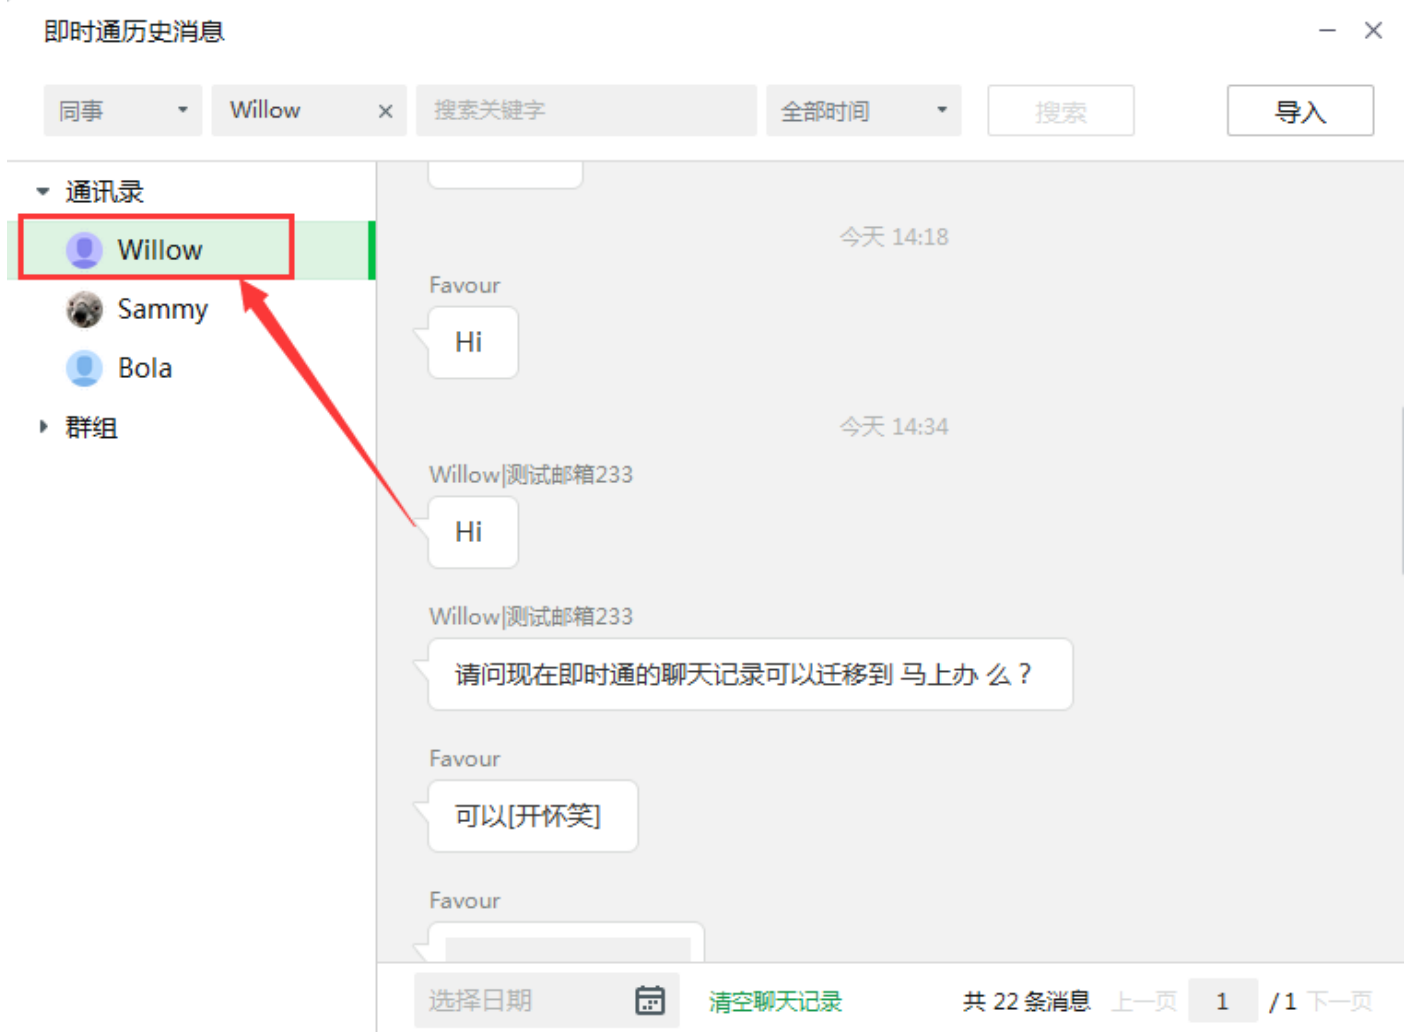 即时通历史消息
同事 Willow 搜索关键字 全部时间 搜索 导入
通讯录
Willow
Sammy
Bola
群组
今天 14:18
Favour
Hi
今天 14:34
Willow|测试邮箱233
Hi
Willow|测试邮箱233
请问现在即时通的聊天记录可以迁移到 马上办 么？
Favour
可以[开怀笑]
Favour
选择日期 清空聊天记录 共 22 条消息 上一页 1 / 1 下一页